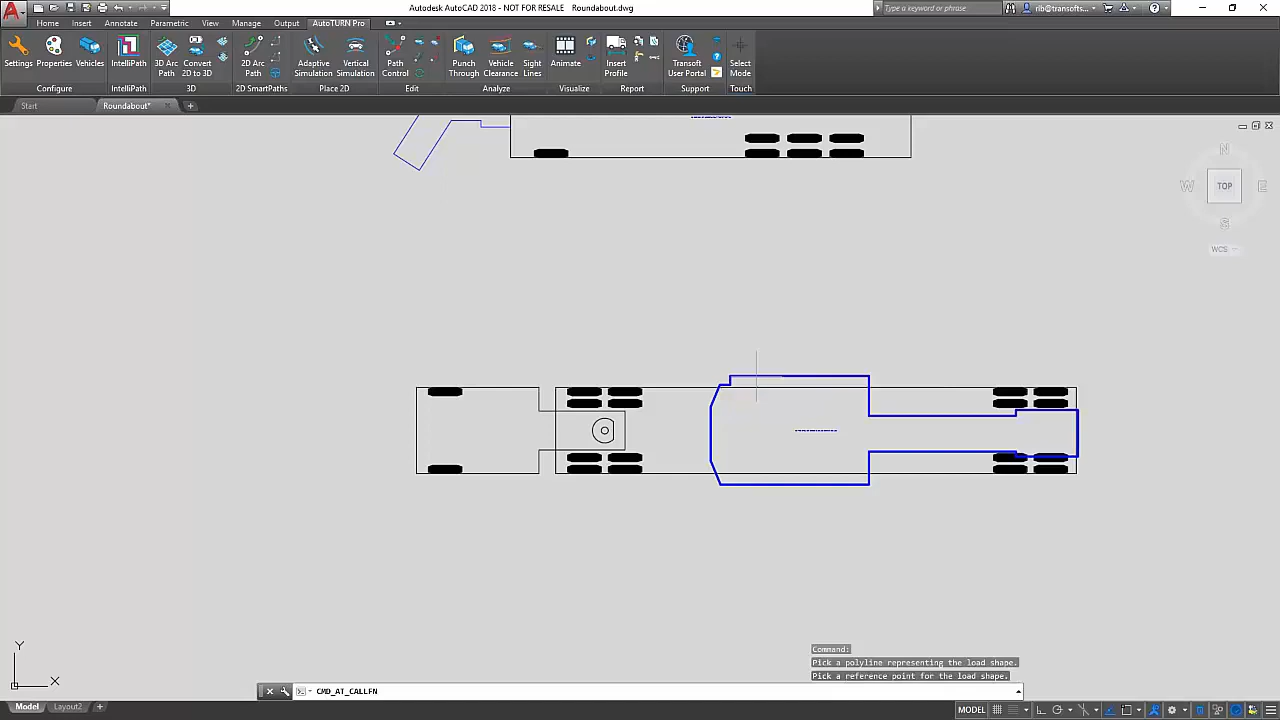 Autodesk AutoCAD 2018 - NOT FOR RESALE Roundabout.dwg
Type a keyword or phrase
rib@transofts...
Home Insert Annotate Parametric View Manage Output AutoTURN Pro
Settings
Properties
Vehicles
IntelliPath
3D Arc Path
Convert 2D to 3D
2D Arc Path
Adaptive Simulation
Vertical Simulation
Path Control
Punch Through
Vehicle Clearance
Sight Lines
Animate
Insert Profile
Transoft User Portal
Select Mode
Configure IntelliPath 3D 2D SmartPaths Place 2D Edit Analyze Visualize Report Support Touch
Start Roundabout*
N
W TOP E
S
WCS
Y
X
Command:
Pick a polyline representing the load shape.
Pick a reference point for the load shape.
CMD_AT_CALLFN
Model Layout2
MODEL